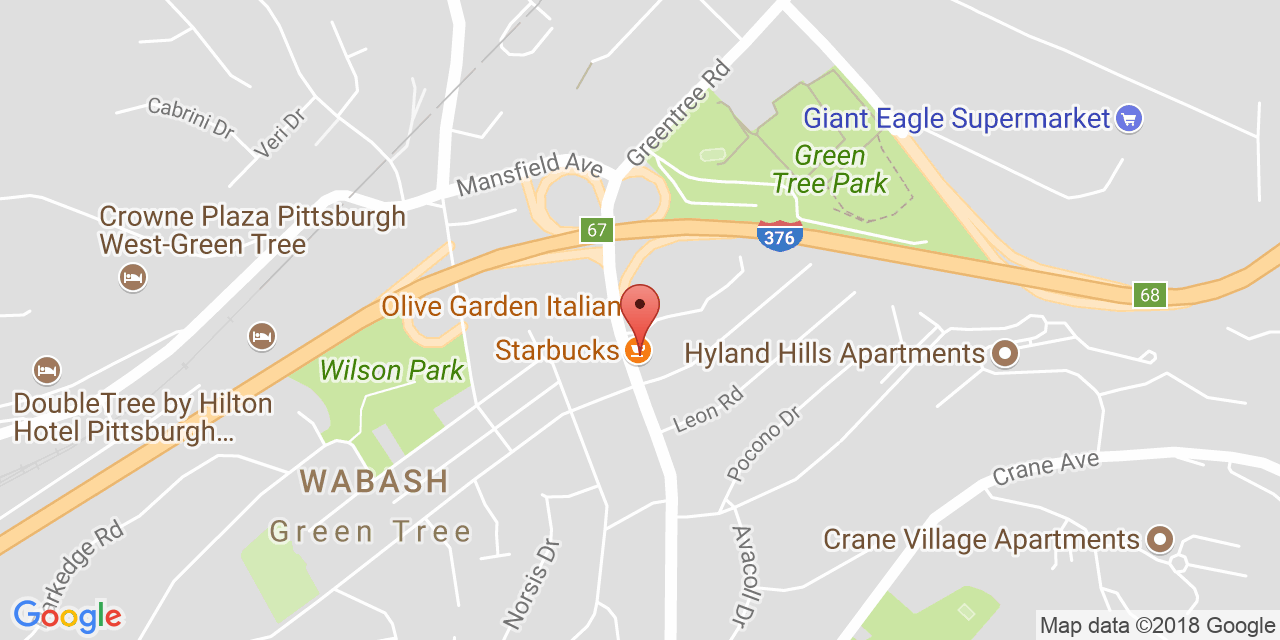 Greentree Rd
Cabrini Dr
Veri Dr
Giant Eagle Supermarket
Mansfield Ave
Green
Tree Park
Crowne Plaza Pittsburgh
West-Green Tree
67
376
68
Olive Garden Italian
Starbucks
Hyland Hills Apartments
Wilson Park
DoubleTree by Hilton
Hotel Pittsburgh...
Leon Rd
Pocono Dr
WABASH
Crane Ave
Green Tree
Crane Village Apartments
Norsis Dr
Avacoll Dr
Google
Map data ©2018 Google